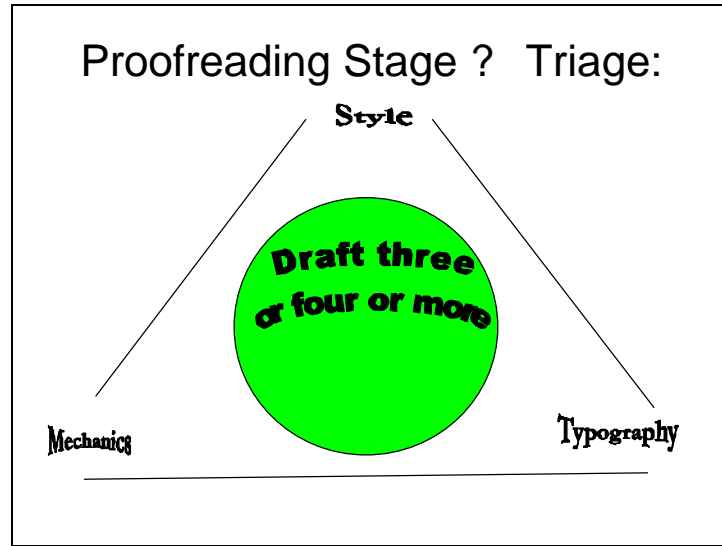 Proofreading Stage ? Triage:
Style
Draft three
or four or more
Mechanics
Typography